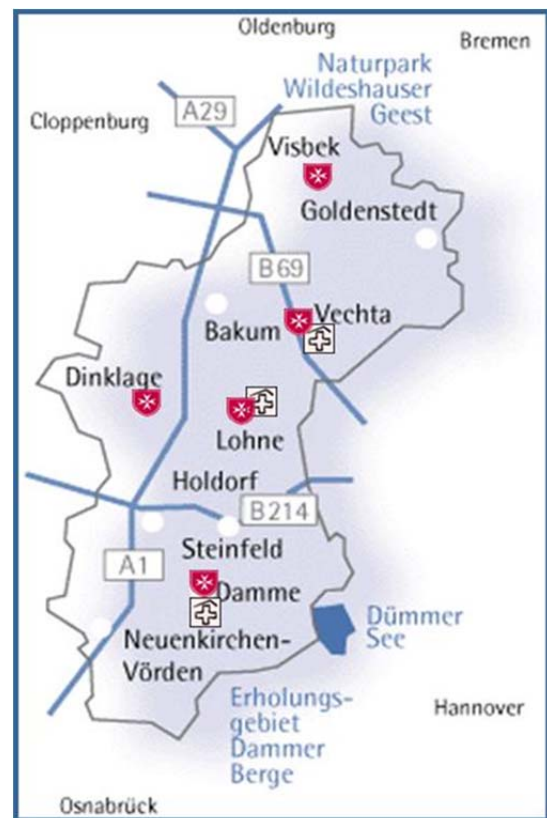 Oldenburg
Bremen
Naturpark
Wildeshauser
Geest
A29
Cloppenburg
Visbek
Goldenstedt
B69
Vechta
Bakum
Dinklage
Lohne
Holdorf
B214
Steinfeld
A1
Damme
Dümmer
See
Neuenkirchen-
Vörden
Erholungs-
gebiet
Dammer
Berge
Hannover
Osnabrück